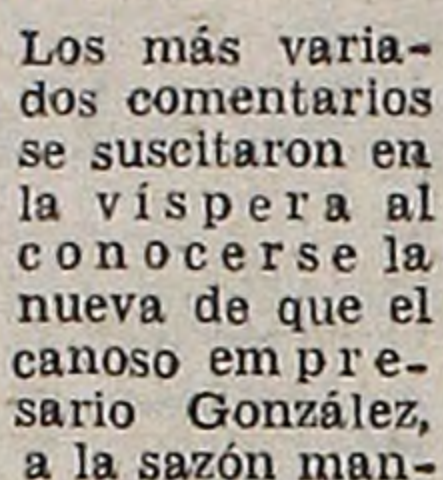 Los más varia-
dos comentarios
se suscitaron en
la víspera al
conocerse la
nueva de que el
canoso empre-
sario González,
a la sazón man-